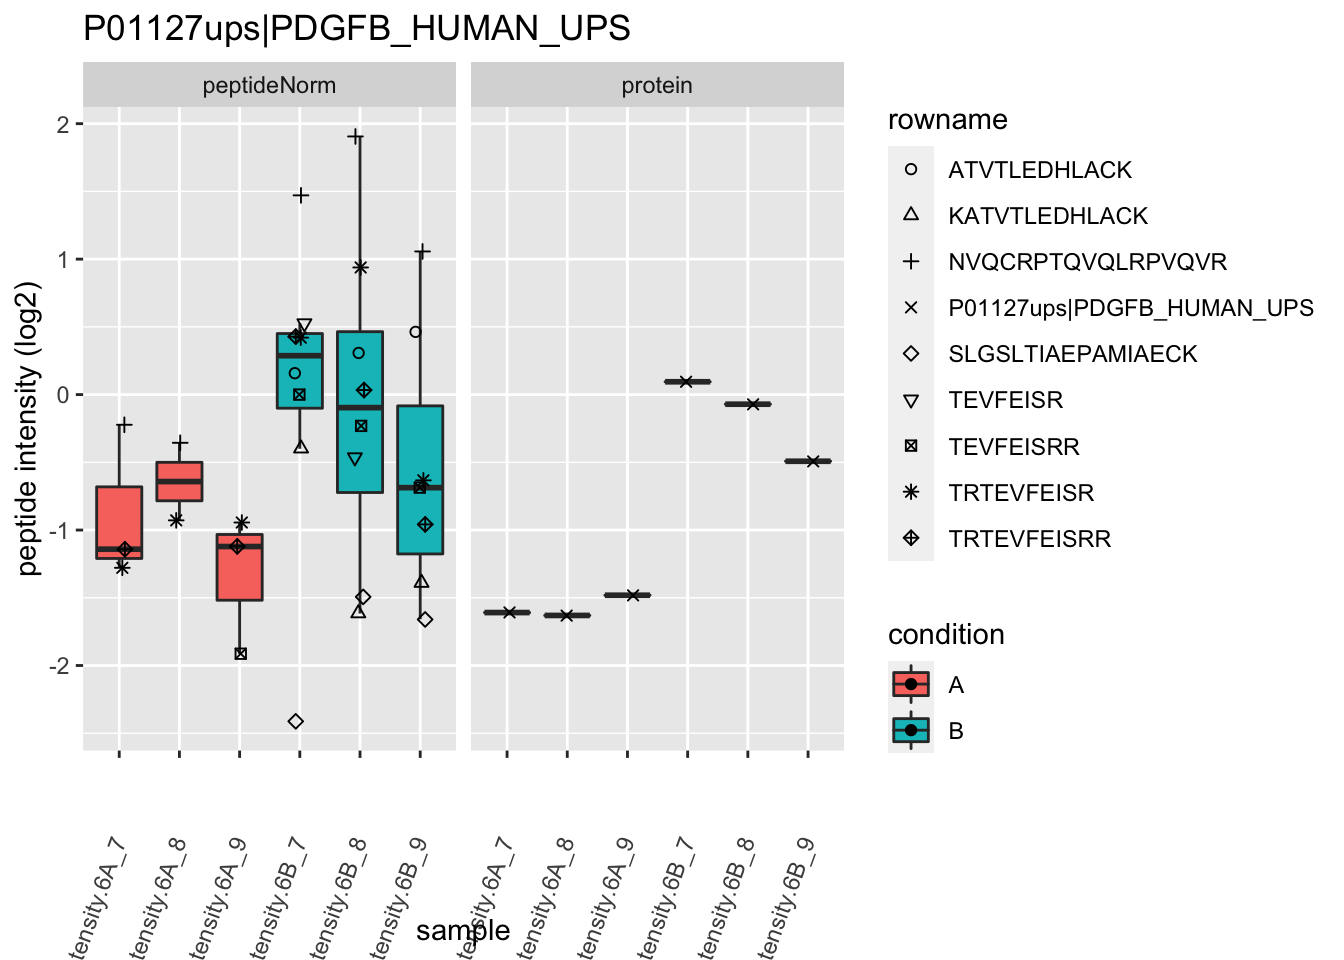 P01127ups|PDGFB_HUMAN_UPS
peptideNorm
protein
peptide intensity (log2)
2
1
0
-1
-2
tensity.6A_7
tensity.6A_8
tensity.6A_9
tensity.6B_7
tensity.6B_8
tensity.6B_9
tensity.6A_7
tensity.6A_8
tensity.6A_9
tensity.6B_7
tensity.6B_8
tensity.6B_9
sample
rowname
ATVTLEDHLACK
KATVTLEDHLACK
NVQCRPTQVQLRPVQVR
P01127ups|PDGFB_HUMAN_UPS
SLGSLTIAEPAMIAECK
TEVFEISR
TEVFEISRR
TRTEVFEISR
TRTEVFEISRR
condition
A
B